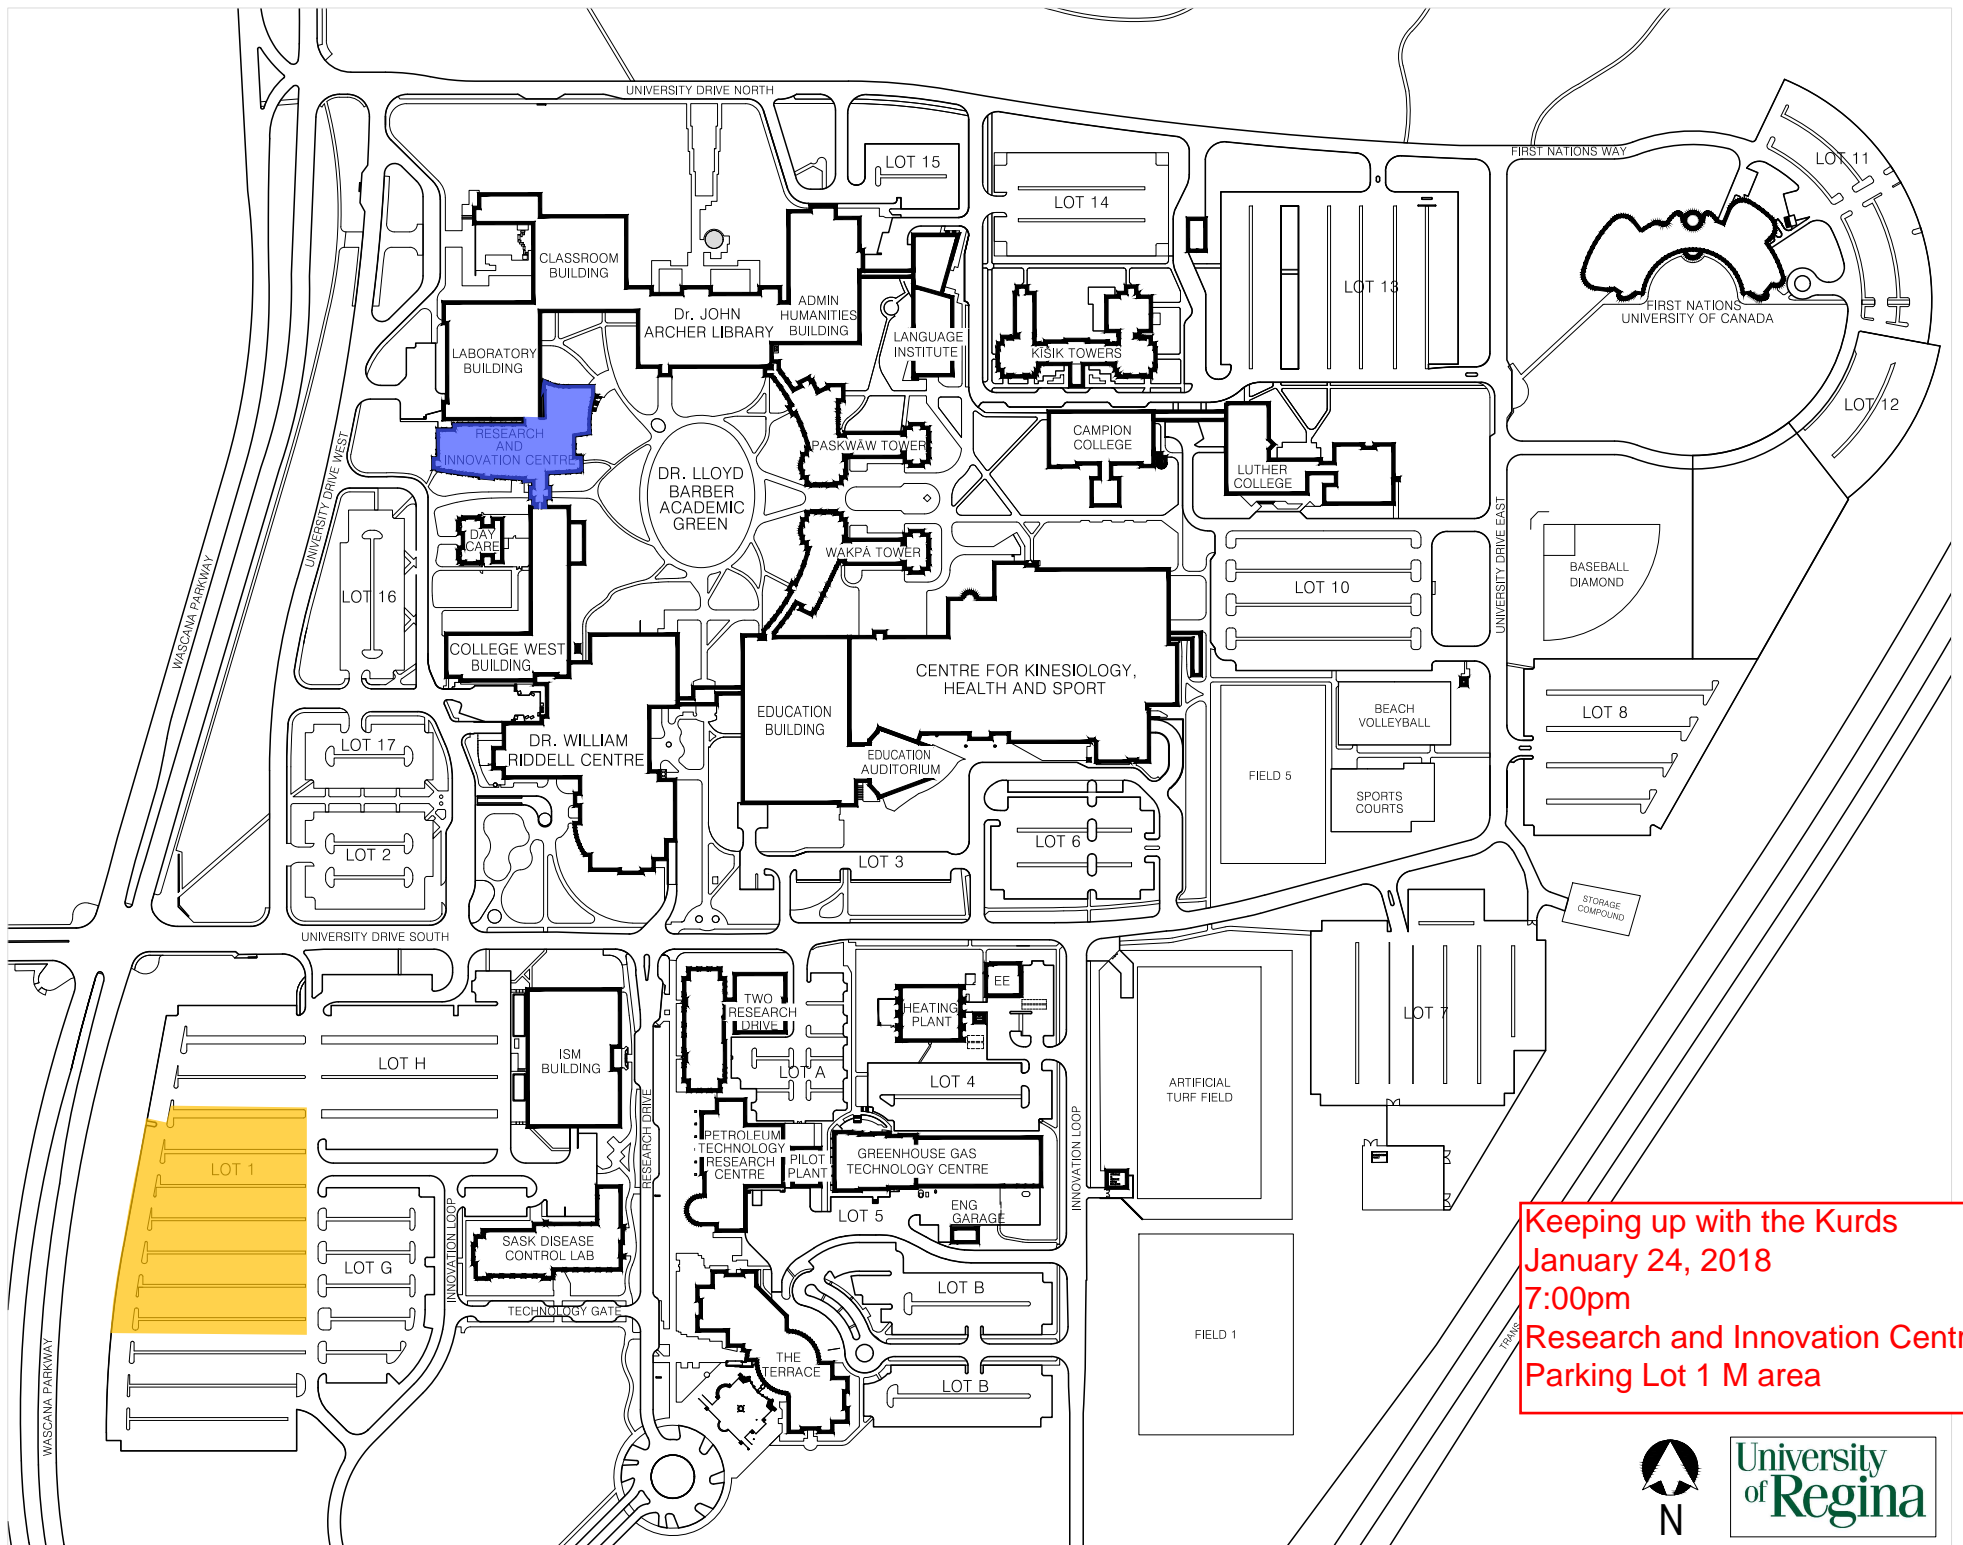 UNIVERSITY DRIVE NORTH
FIRST NATIONS WAY
LOT 15
LOT 11
LOT 14
CLASSROOM
BUILDING
Dr. JOHN
ARCHER LIBRARY
ADMIN
HUMANITIES
BUILDING
LOT 13
FIRST NATIONS
UNIVERSITY OF CANADA
LANGUAGE
INSTITUTE
KĪSIK TOWERS
LABORATORY
BUILDING
LOT 12
RESEARCH
AND
INNOVATION CENTRE
PASKWĀW TOWER
CAMPION
COLLEGE
LUTHER
COLLEGE
DR. LLOYD
BARBER
ACADEMIC
GREEN
UNIVERSITY DRIVE WEST
UNIVERSITY DRIVE EAST
WASCANA PARKWAY
DAY
CARE
WAKPÁ TOWER
LOT 16
LOT 10
BASEBALL
DIAMOND
COLLEGE WEST
BUILDING
CENTRE FOR KINESIOLOGY,
HEALTH AND SPORT
EDUCATION
BUILDING
BEACH
VOLLEYBALL
LOT 8
LOT 17
DR. WILLIAM
RIDDELL CENTRE
EDUCATION
AUDITORIUM
FIELD 5
SPORTS
COURTS
LOT 2
LOT 3
LOT 6
STORAGE
COMPOUND
UNIVERSITY DRIVE SOUTH
LOT H
ISM
BUILDING
TWO
RESEARCH
DRIVE
LOT A
HEATING
PLANT
EE
LOT 4
LOT 7
ARTIFICIAL
TURF FIELD
RESEARCH DRIVE
INNOVATION LOOP
PETROLEUM
TECHNOLOGY
RESEARCH
CENTRE
PILOT
PLANT
GREENHOUSE GAS
TECHNOLOGY CENTRE
LOT 1
INNOVATION LOOP
SASK DISEASE
CONTROL LAB
LOT 5
ENG
GARAGE
LOT G
TECHNOLOGY GATE
LOT B
FIELD 1
THE
TERRACE
LOT B
WASCANA PARKWAY
TRANS
Keeping up with the Kurds
January 24, 2018
7:00pm
Research and Innovation Centr
Parking Lot 1 M area
N
University
of Regina